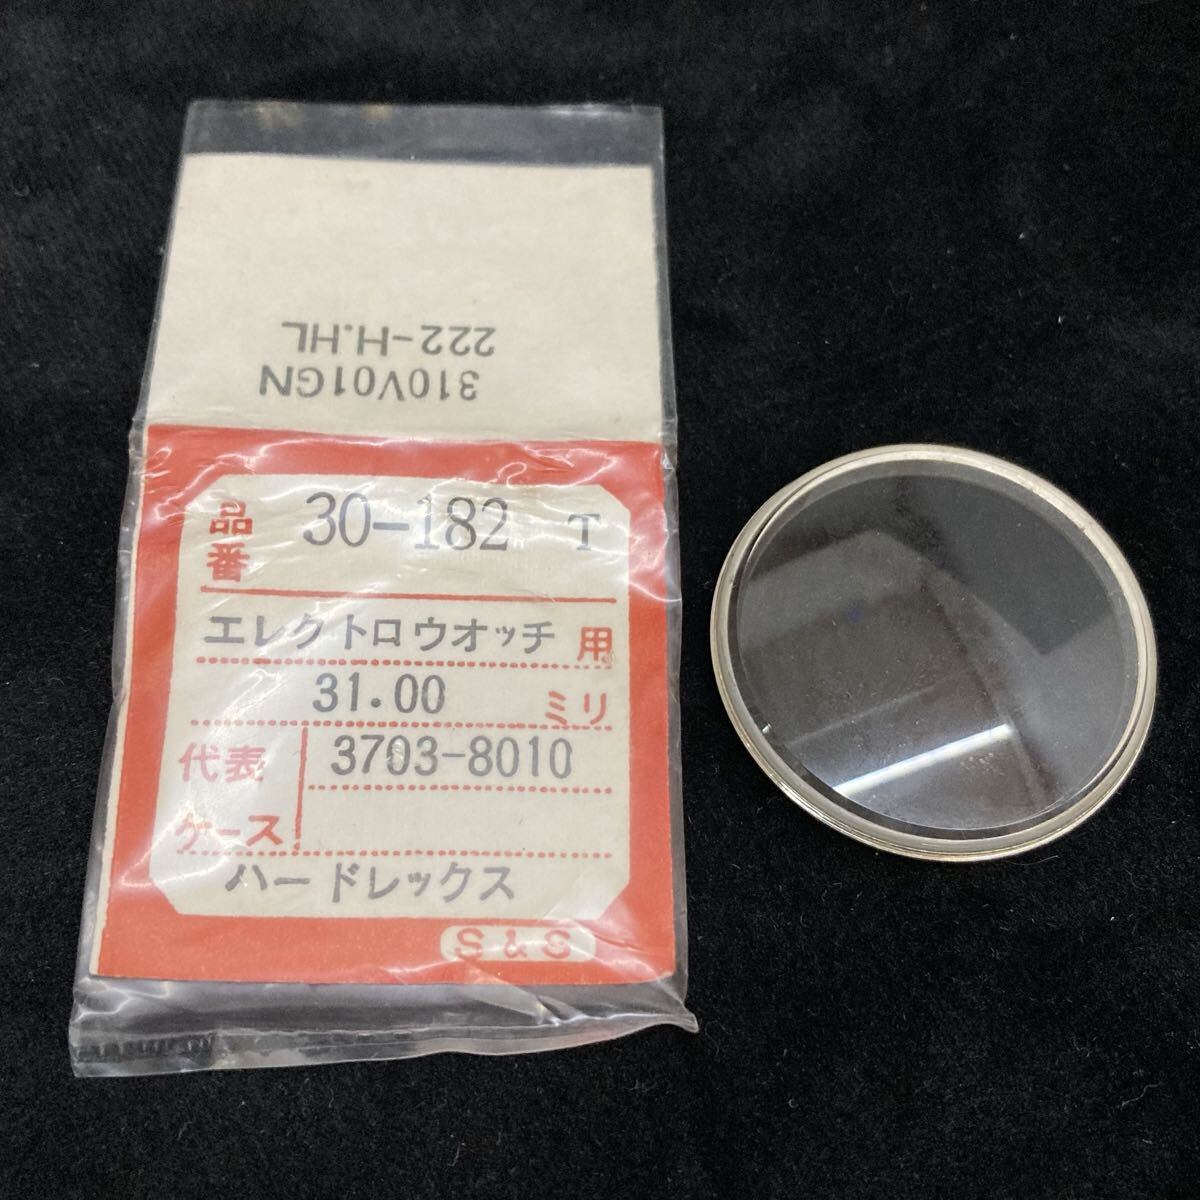 310V01GN
222-H.HL
品番 30-182 T
エレクトロウオッチ 用
31.00 ミリ
代表ケース 3703-8010
ハードレックス
S & S